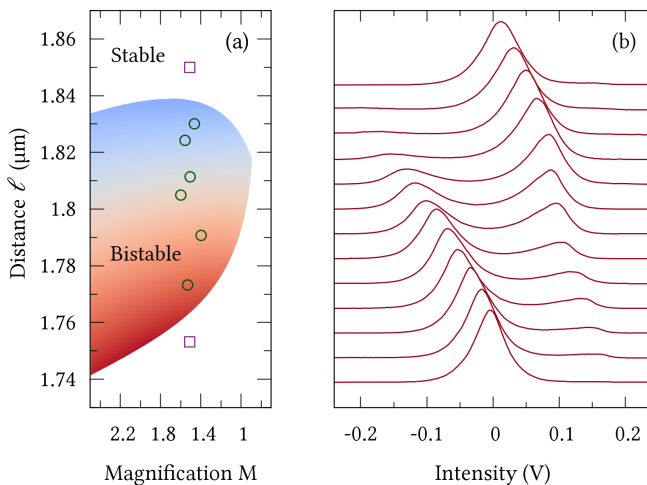 (a)
(b)
Stable
Bistable
Distance ℓ (μm)
1.86
1.84
1.82
1.8
1.78
1.76
1.74
2.2 1.8 1.4 1
Magnification M
-0.2 -0.1 0 0.1 0.2
Intensity (V)